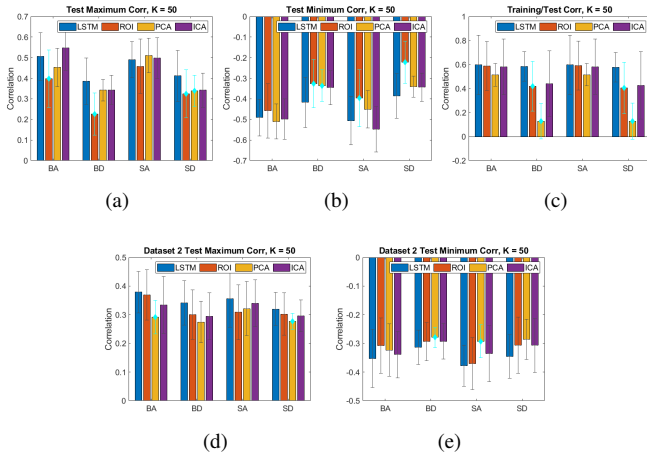 Test Maximum Corr, K = 50
LSTM ROI PCA ICA
Correlation
0.7
0.6
0.5
0.4
0.3
0.2
0.1
0
BA BD SA SD
(a)
Test Minimum Corr, K = 50
LSTM ROI PCA ICA
Correlation
0
-0.1
-0.2
-0.3
-0.4
-0.5
-0.6
-0.7
BA BD SA SD
(b)
Training/Test Corr, K = 50
LSTM ROI PCA ICA
Correlation
1
0.8
0.6
0.4
0.2
0
-0.2
BA BD SA SD
(c)
Dataset 2 Test Maximum Corr, K = 50
LSTM ROI PCA ICA
Correlation
0.5
0.4
0.3
0.2
0.1
0
BA BD SA SD
(d)
Dataset 2 Test Minimum Corr, K = 50
LSTM ROI PCA ICA
Correlation
0
-0.1
-0.2
-0.3
-0.4
-0.5
BA BD SA SD
(e)